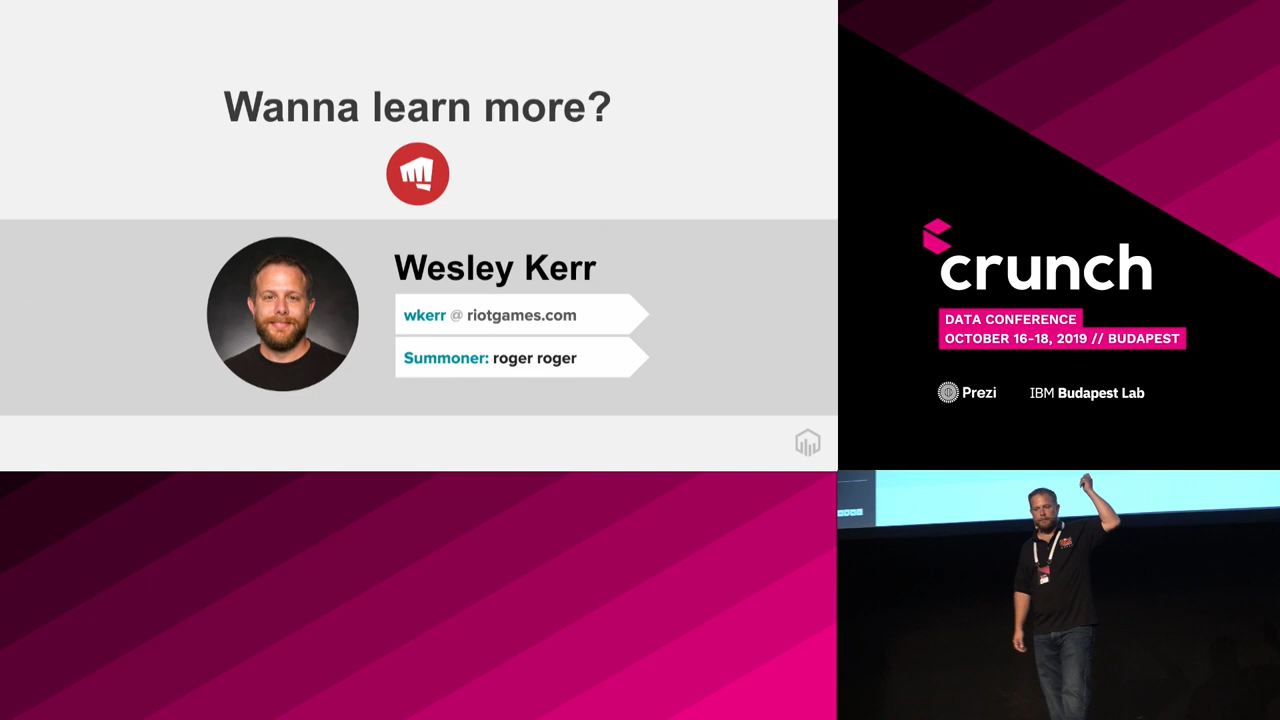 Wanna learn more?
Wesley Kerr
wkerr @ riotgames.com
Summoner: roger roger
crunch
DATA CONFERENCE
OCTOBER 16-18, 2019 // BUDAPEST
Prezi
IBM Budapest Lab